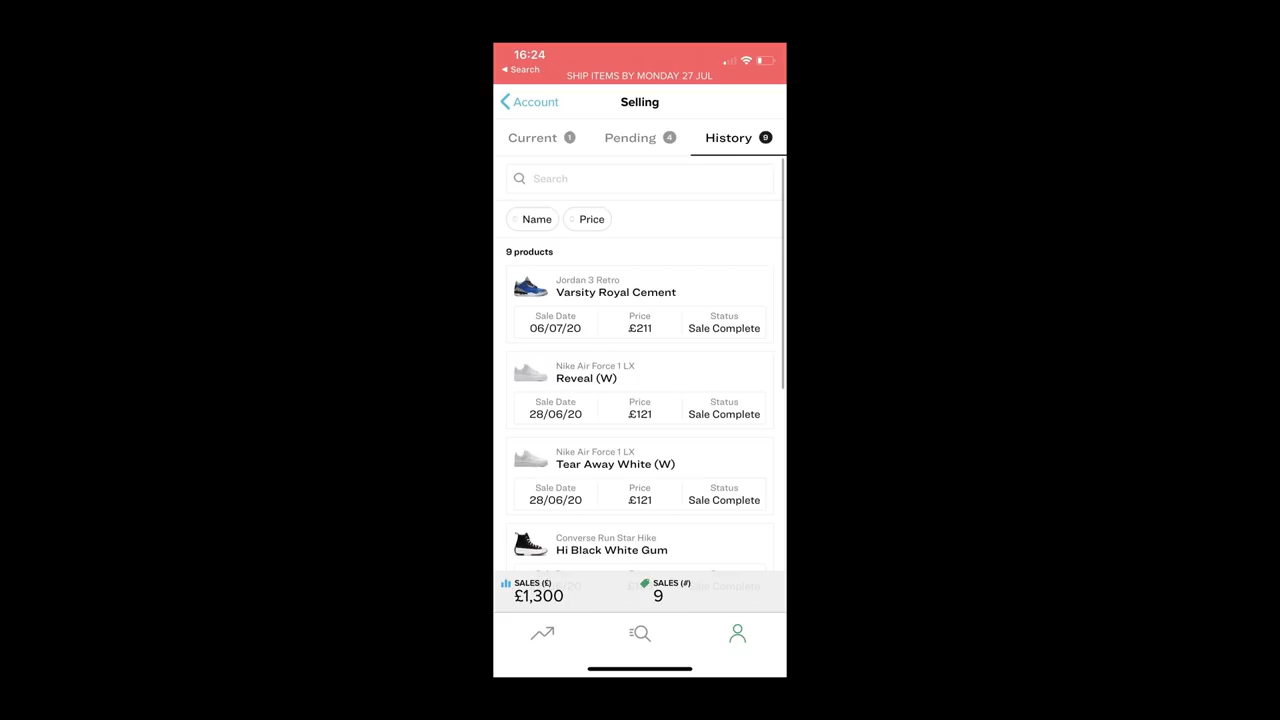 16:24
Search
SHIP ITEMS BY MONDAY 27 JUL
Account
Selling
Current 1
Pending 4
History 9
Search
Name
Price
9 products
Jordan 3 Retro
Varsity Royal Cement
Sale Date Price Status
06/07/20 £211 Sale Complete
Nike Air Force 1 LX
Reveal (W)
Sale Date Price Status
28/06/20 £121 Sale Complete
Nike Air Force 1 LX
Tear Away White (W)
Sale Date Price Status
28/06/20 £121 Sale Complete
Converse Run Star Hike
Hi Black White Gum
SALES (£) SALES (#)
£1,300 9